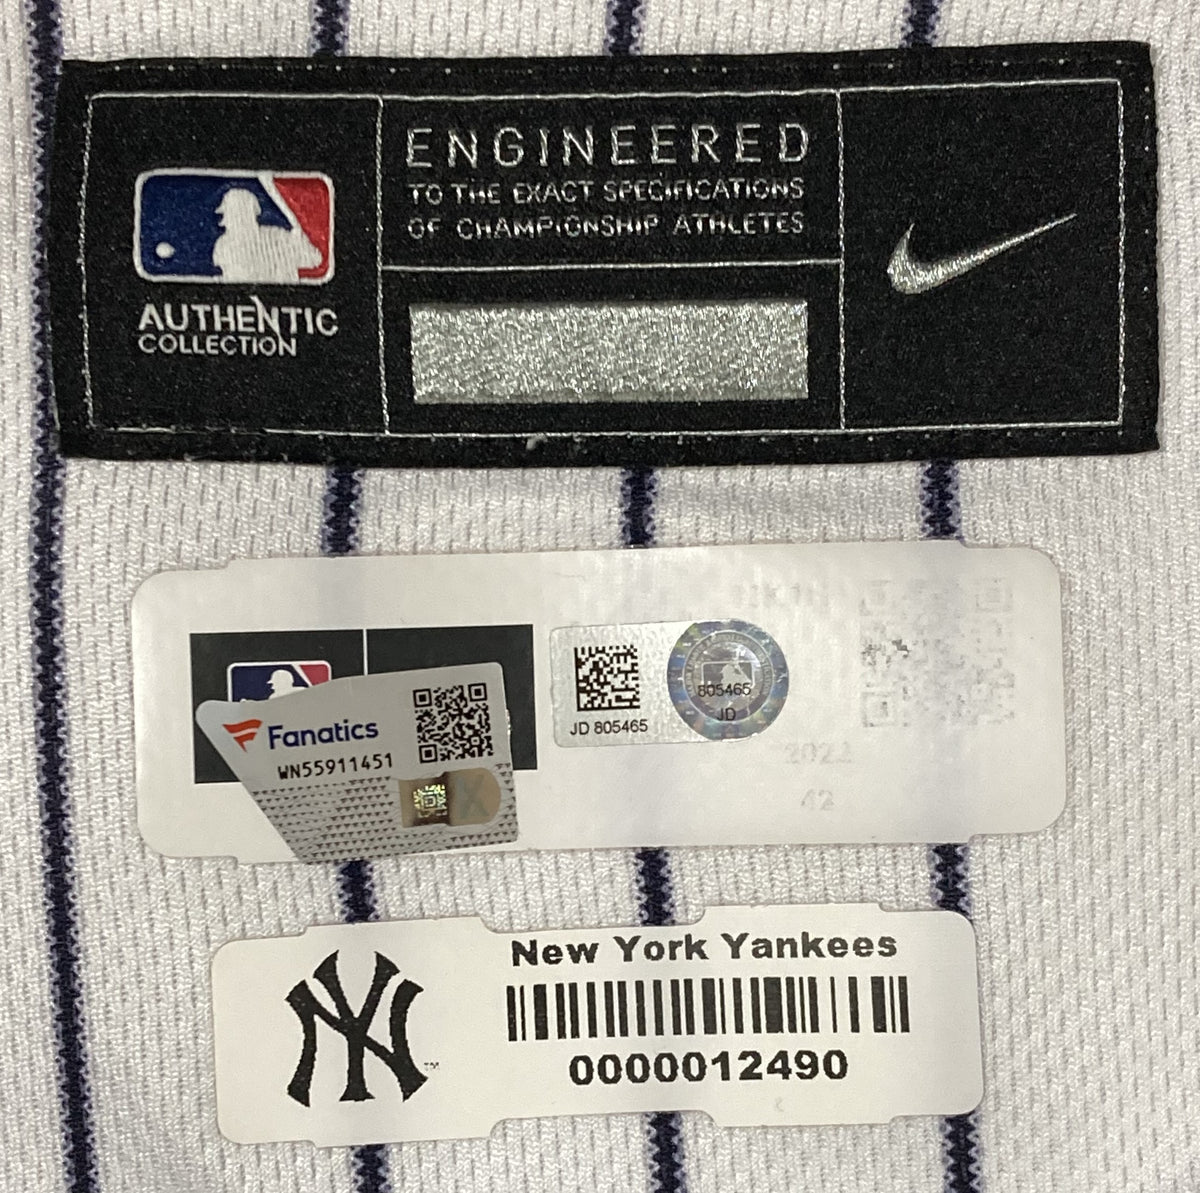 ENGINEERED
TO THE EXACT SPECIFICATIONS
OF CHAMPIONSHIP ATHLETES
AUTHENTIC
COLLECTION
Fanatics
WN55911451
JD 805465
805465
JD
42
New York Yankees
0000012490
TM